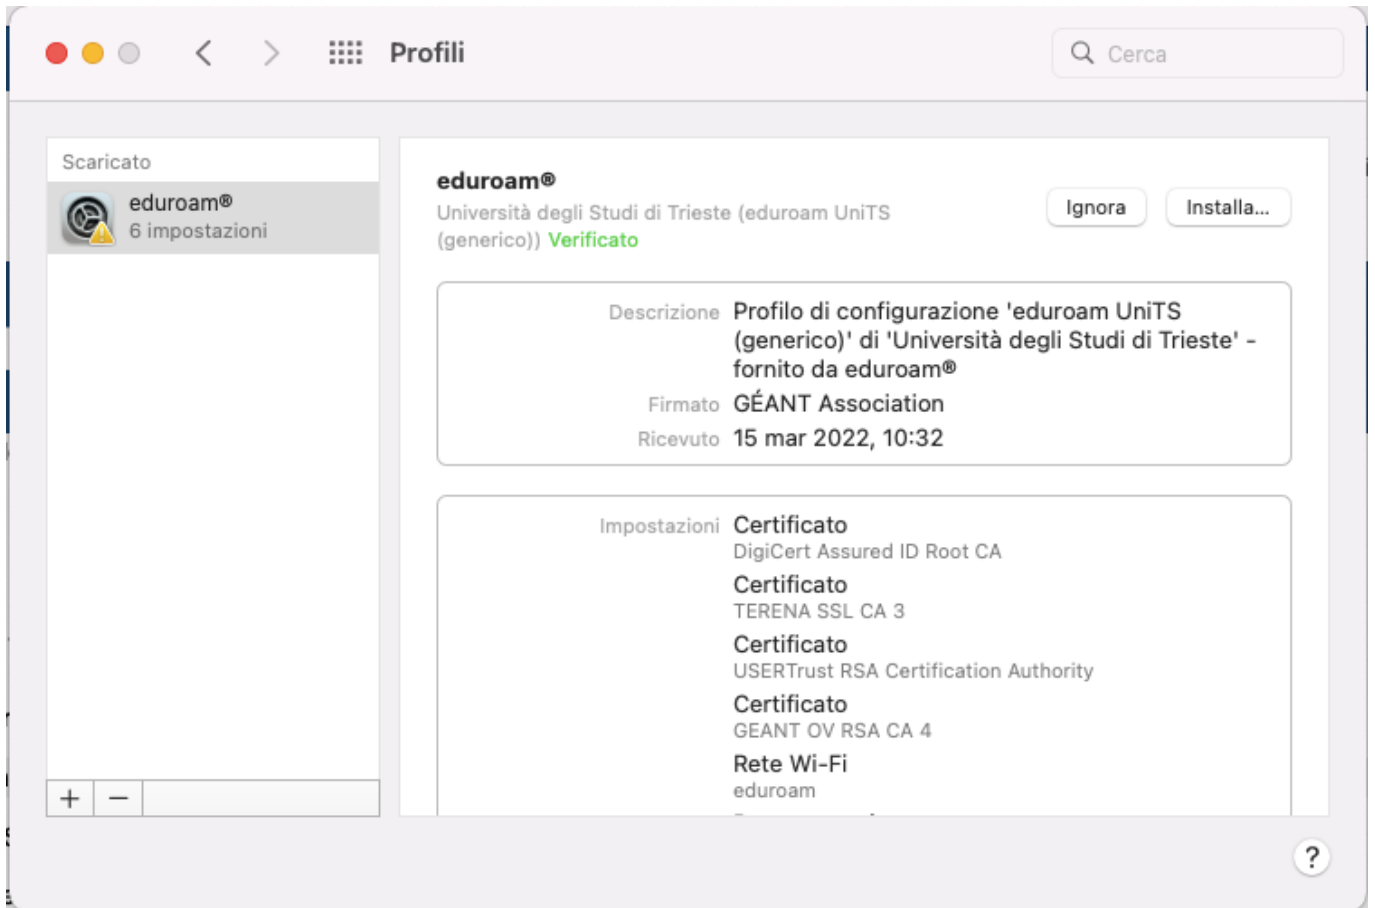 Profili
Cerca
Scaricato
eduroam®
6 impostazioni
eduroam®
Università degli Studi di Trieste (eduroam UniTS
(generico)) Verificato
Ignora
Installa...
Descrizione Profilo di configurazione 'eduroam UniTS
(generico)' di 'Università degli Studi di Trieste' -
fornito da eduroam®
Firmato GÉANT Association
Ricevuto 15 mar 2022, 10:32
Impostazioni Certificato
DigiCert Assured ID Root CA
Certificato
TERENA SSL CA 3
Certificato
USERTrust RSA Certification Authority
Certificato
GEANT OV RSA CA 4
Rete Wi-Fi
eduroam
+ −
?